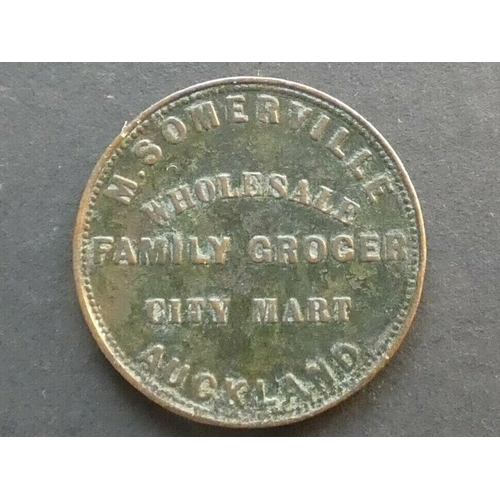 M. SOMERVILLE
WHOLESALE
FAMILY GROCER
CITY MART
AUCKLAND